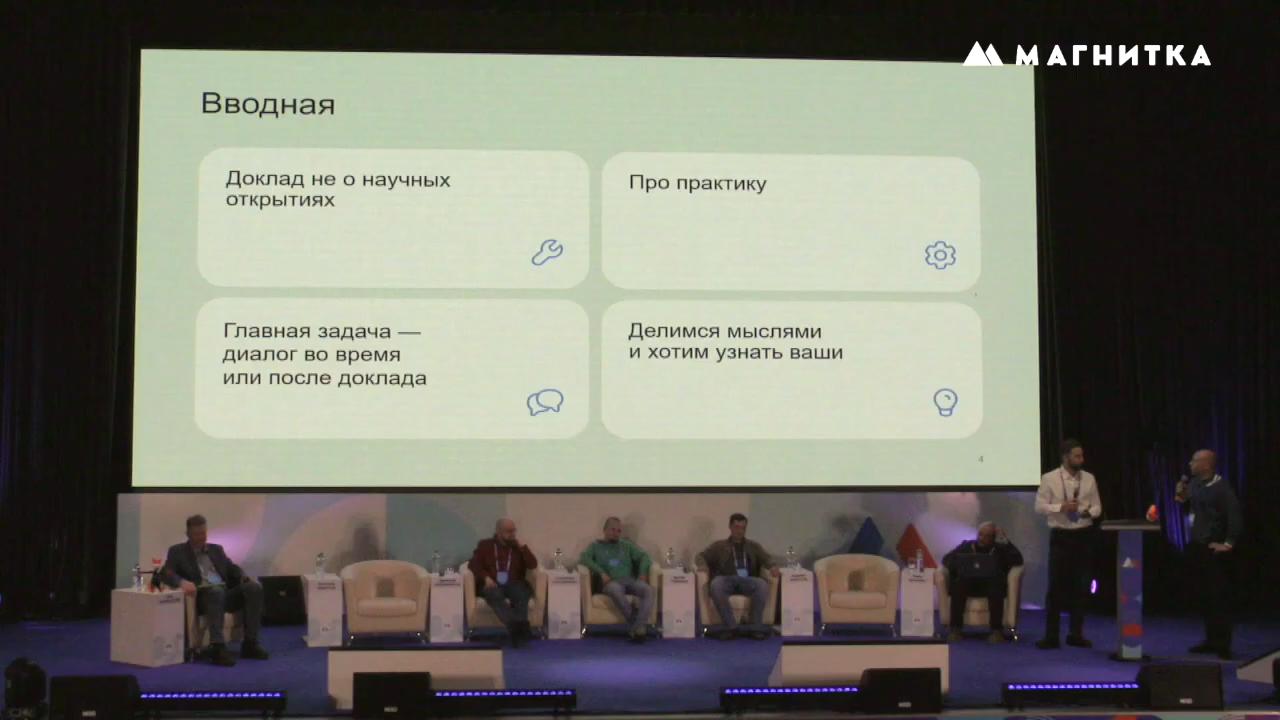 МАГНИТКА
Вводная
Доклад не о научных
открытиях
Про практику
Главная задача —
диалог во время
или после доклада
Делимся мыслями
и хотим узнать ваши
4